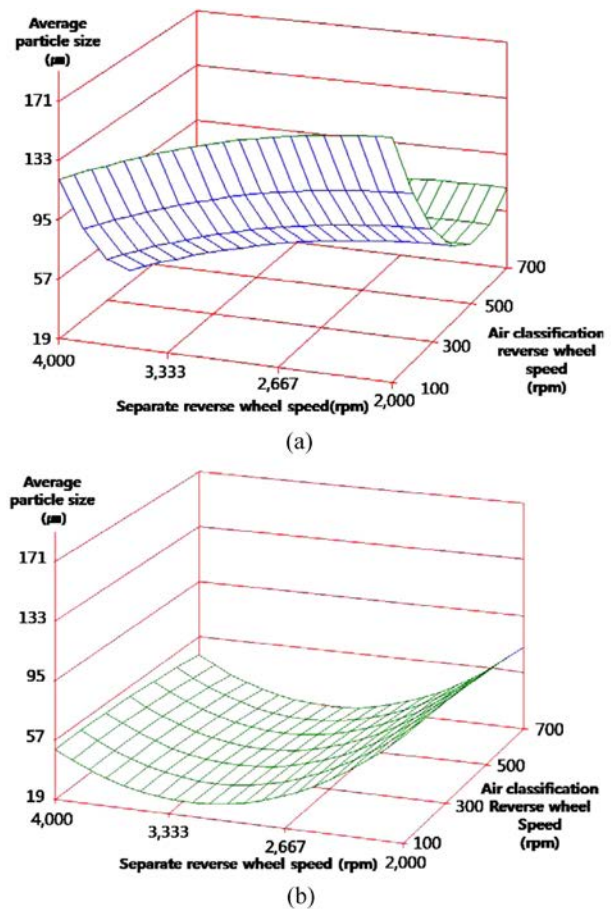 Average
particle size
(㎛)
171
133
95
57
19
4,000
3,333
2,667
2,000
100
300
500
700
Separate reverse wheel speed(rpm)
Air classification
reverse wheel
speed
(rpm)
(a)
Average
particle size
(㎛)
171
133
95
57
19
4,000
3,333
2,667
2,000
100
300
500
700
Separate reverse wheel speed (rpm)
Air classification
Reverse wheel
Speed
(rpm)
(b)